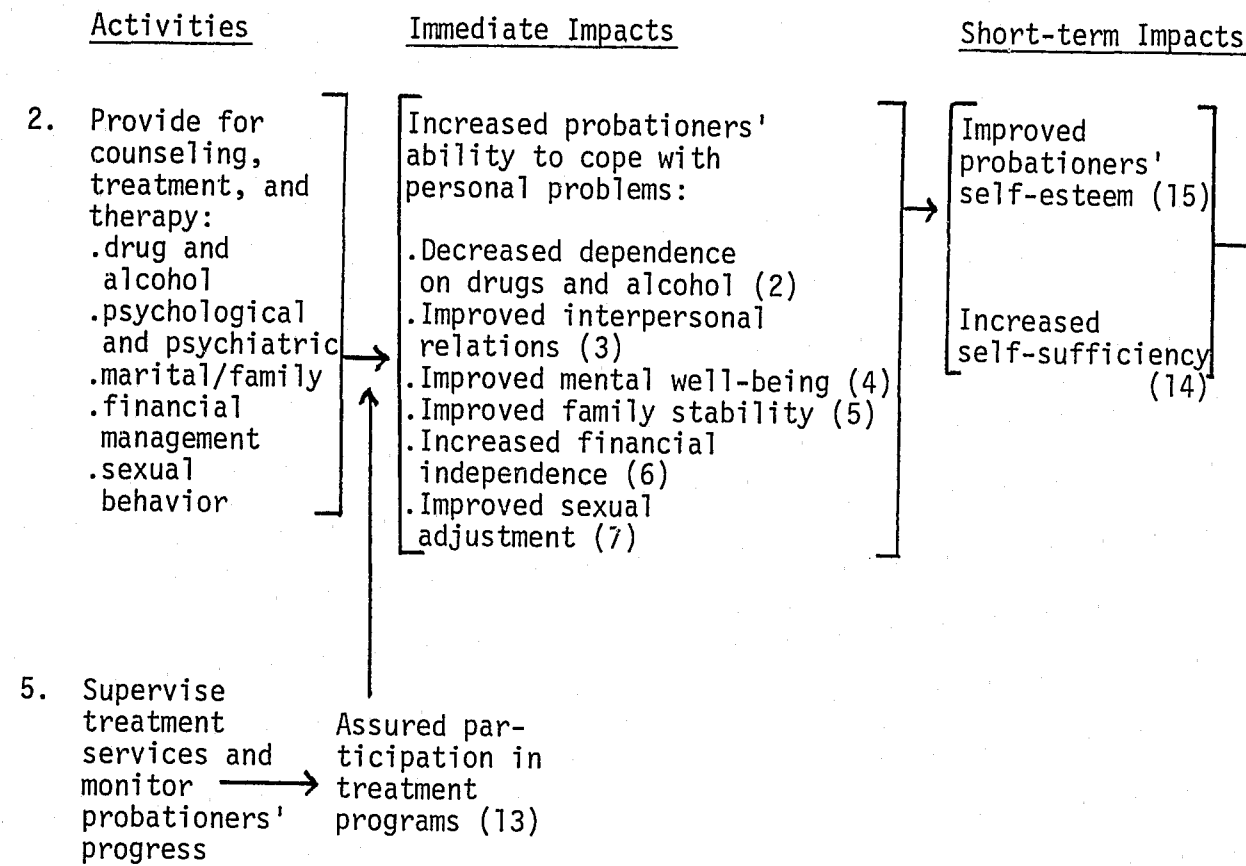 Activities
Immediate Impacts
Short-term Impacts
2. Provide for
counseling,
treatment, and
therapy:
.drug and
alcohol
.psychological
and psychiatric
.marital/family
.financial
management
.sexual
behavior
Increased probationers'
ability to cope with
personal problems:
.Decreased dependence
on drugs and alcohol (2)
.Improved interpersonal
relations (3)
.Improved mental well-being (4)
.Improved family stability (5)
.Increased financial
independence (6)
.Improved sexual
adjustment (7)
Improved
probationers'
self-esteem (15)
Increased
self-sufficiency
(14)
5. Supervise
treatment
services and
monitor
probationers'
progress
Assured par-
ticipation in
treatment
programs (13)